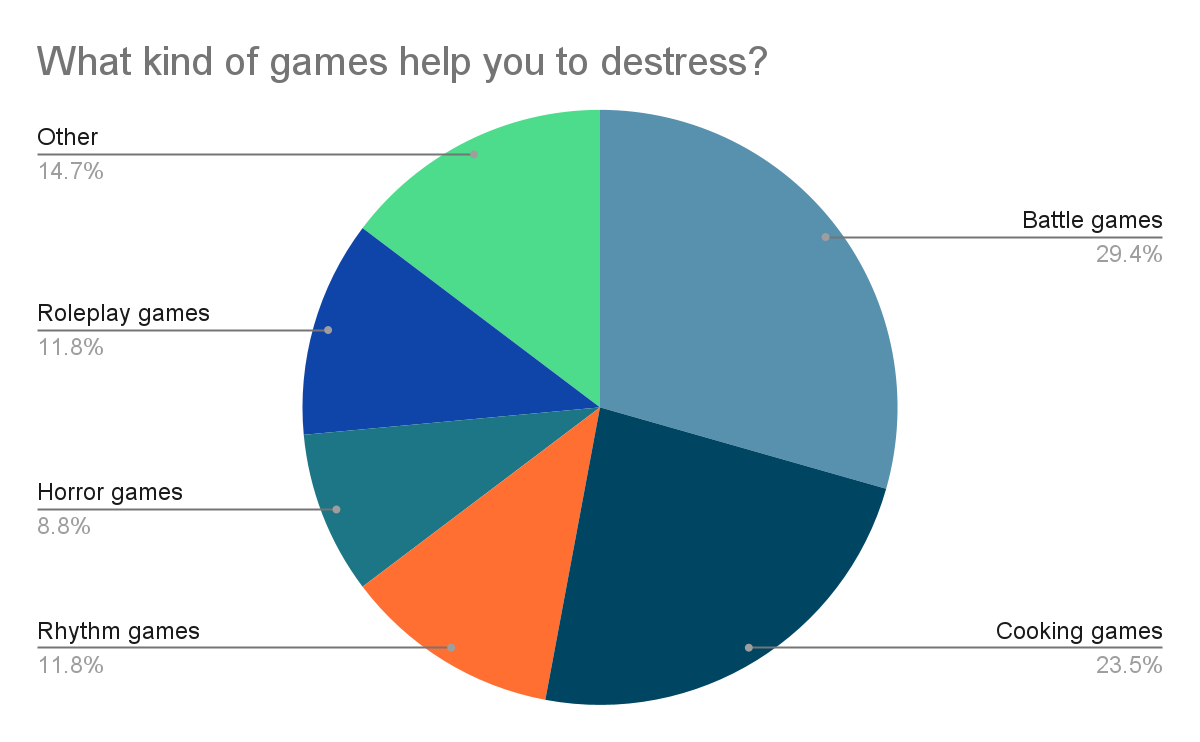 What kind of games help you to destress?
Other
14.7%
Battle games
29.4%
Roleplay games
11.8%
Horror games
8.8%
Rhythm games
11.8%
Cooking games
23.5%